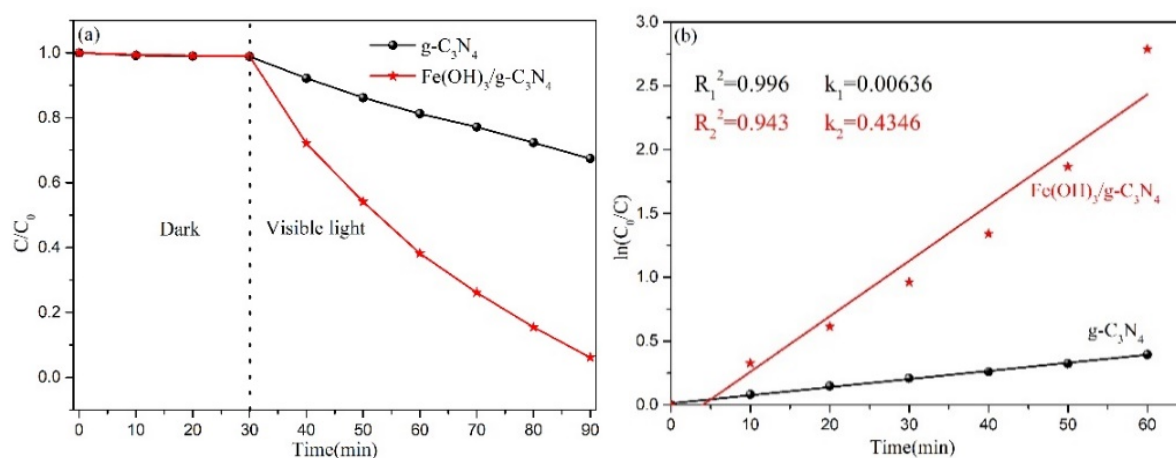 (a)
g-C₃N₄
Fe(OH)₃/g-C₃N₄
1.0
0.8
0.6
0.4
0.2
0.0
C/C₀
Dark
Visible light
0 10 20 30 40 50 60 70 80 90
Time(min)
(b)
R₁²=0.996 k₁=0.00636
R₂²=0.943 k₂=0.4346
Fe(OH)₃/g-C₃N₄
g-C₃N₄
3.0
2.5
2.0
1.5
1.0
0.5
0.0
ln(C₀/C)
0 10 20 30 40 50 60
Time(min)